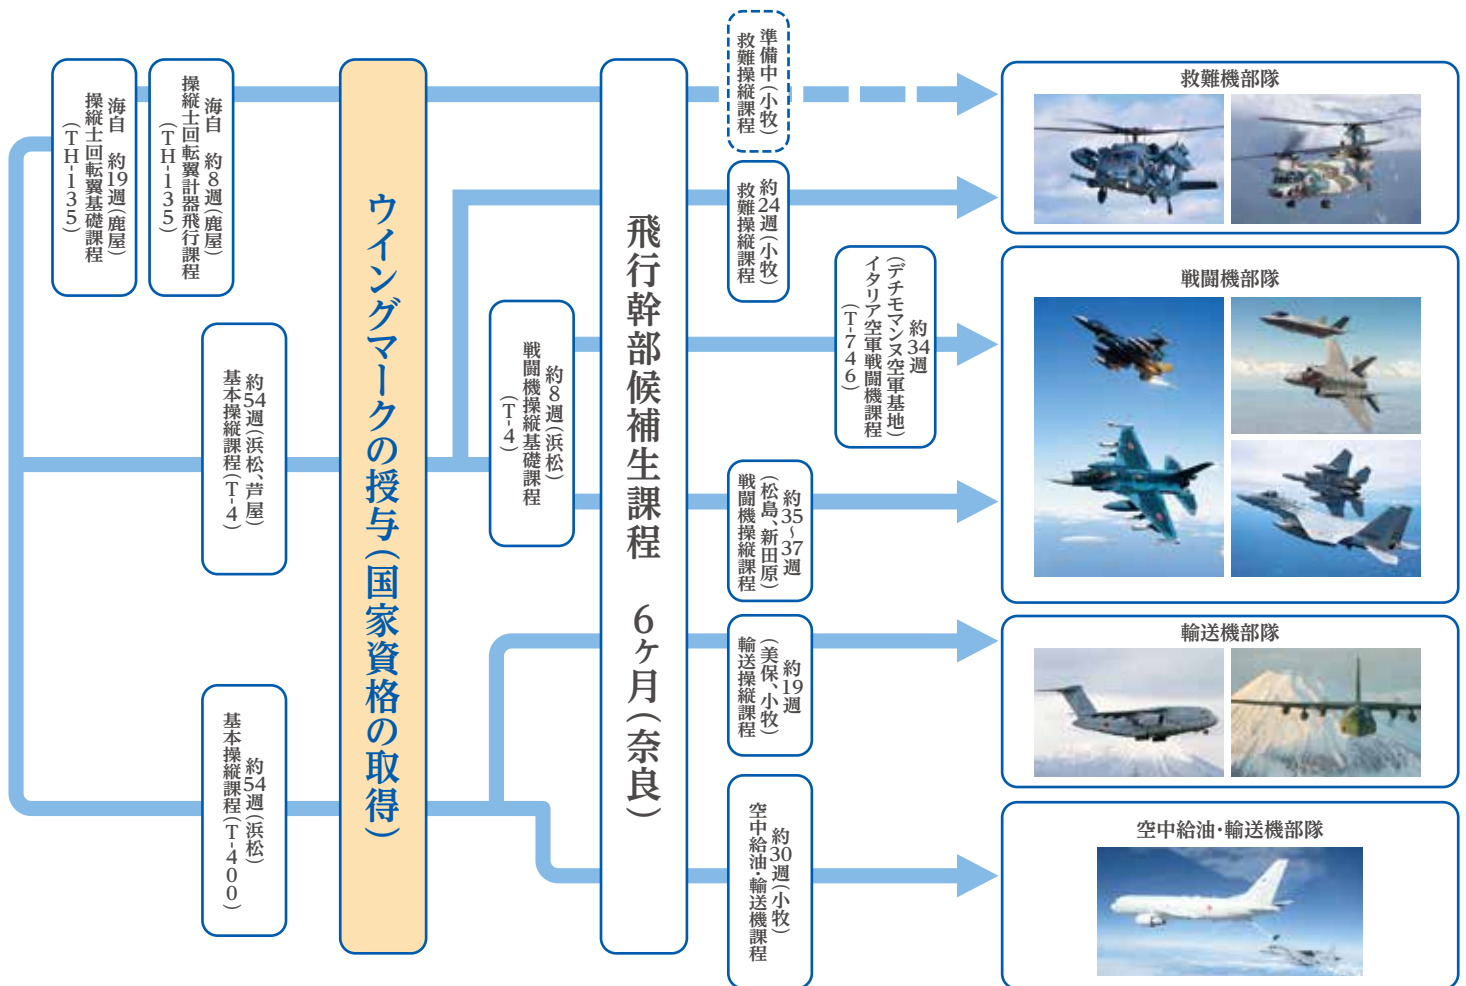 海自　約19週(鹿屋)
操縦士回転翼基礎課程
(TH-135)
海自　約8週(鹿屋)
操縦士回転翼計器飛行課程
(TH-135)
約54週(浜松、芦屋)
基本操縦課程(T-4)
約54週(浜松)
基本操縦課程(T-400)
ウイングマークの授与(国家資格の取得)
約8週(浜松)
戦闘機操縦基礎課程
(T-4)
飛行幹部候補生課程　6ヶ月(奈良)
準備中(小牧)
救難操縦課程
約24週(小牧)
救難操縦課程
約34週
(デチモマンヌ空軍基地)
イタリア空軍戦闘機課程
(T-746)
約35〜37週
(松島、新田原)
戦闘機操縦課程
約19週
(美保、小牧)
輸送操縦課程
約30週(小牧)
空中給油・輸送機課程
救難機部隊
戦闘機部隊
輸送機部隊
空中給油・輸送機部隊